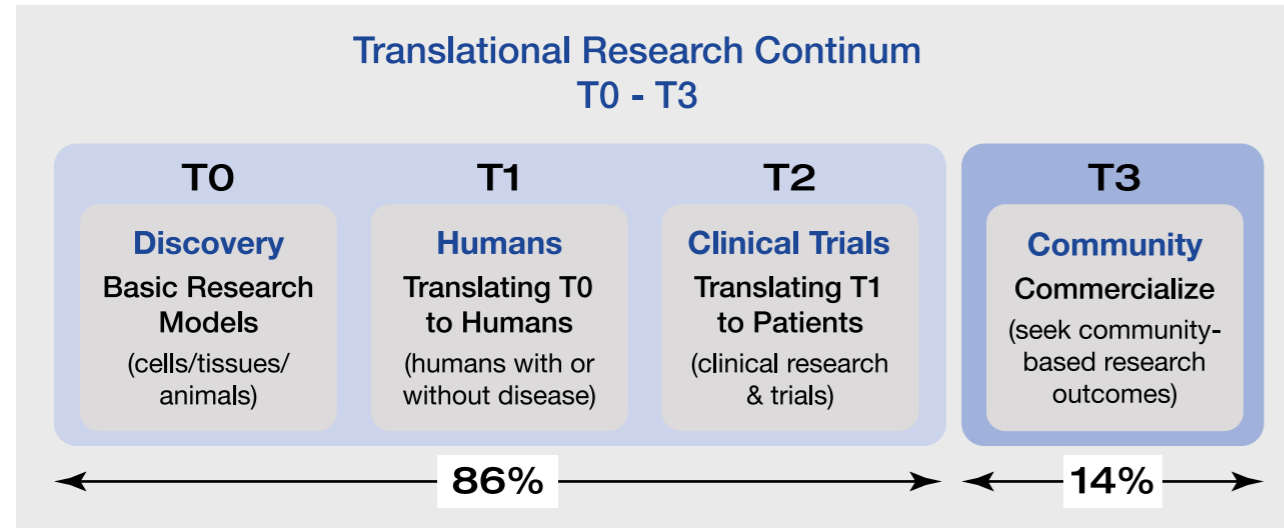 Translational Research Continum
T0 - T3
T0
Discovery
Basic Research
Models
(cells/tissues/
animals)
T1
Humans
Translating T0
to Humans
(humans with or
without disease)
T2
Clinical Trials
Translating T1
to Patients
(clinical research
& trials)
T3
Community
Commercialize
(seek community-
based research
outcomes)
86%
14%